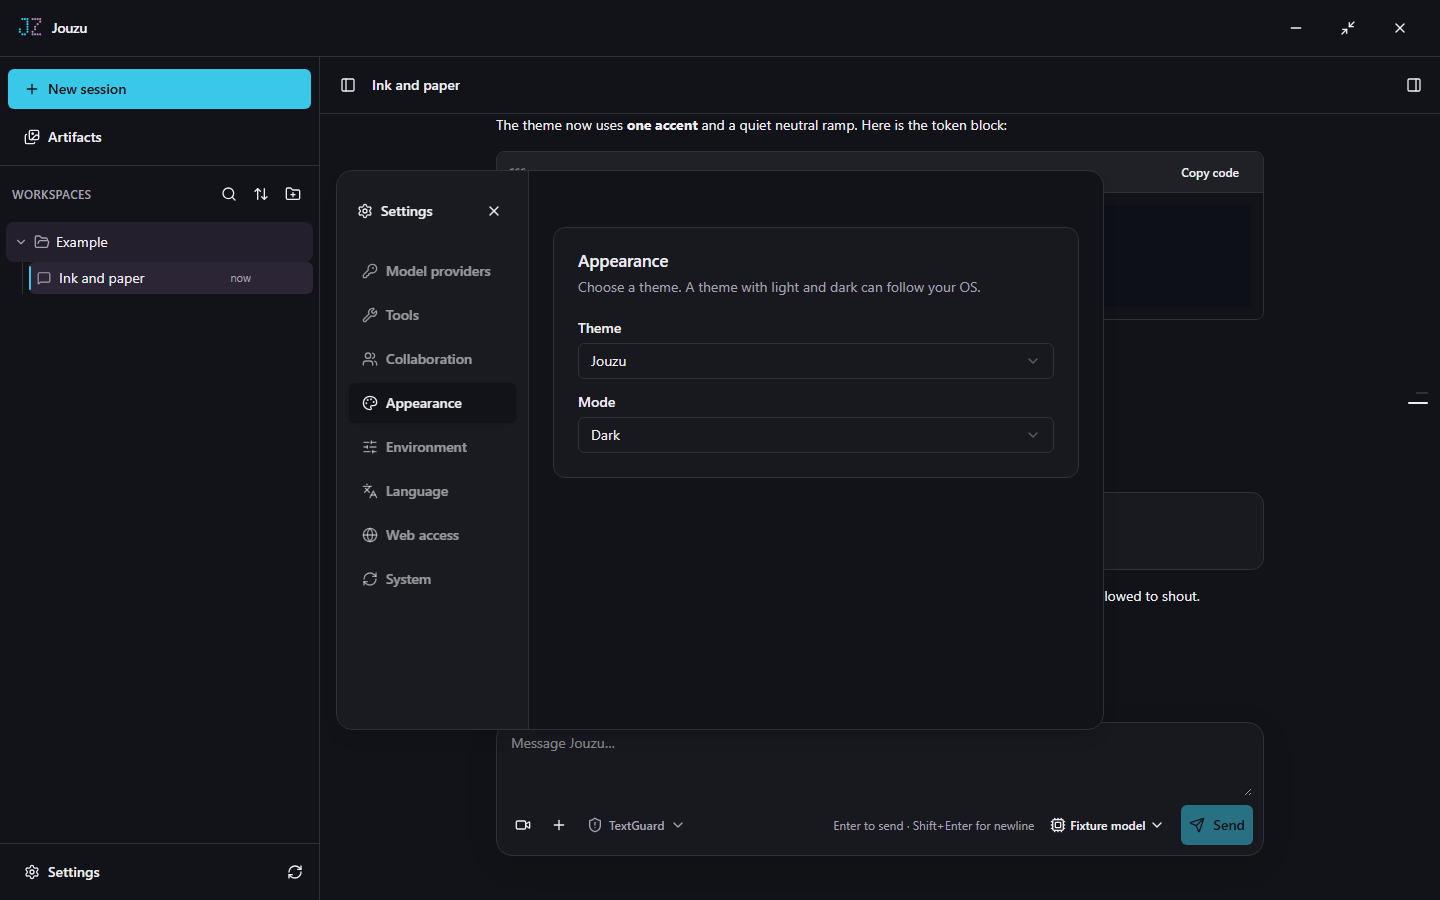 JZ Jouzu
New session
Artifacts
WORKSPACES
Example
Ink and paper now
Settings
Ink and paper
The theme now uses one accent and a quiet neutral ramp. Here is the token block:
Copy code
Settings
Model providers
Tools
Collaboration
Appearance
Environment
Language
Web access
System
Appearance
Choose a theme. A theme with light and dark can follow your OS.
Theme
Jouzu
Mode
Dark
lowed to shout.
Message Jouzu...
TextGuard
Enter to send · Shift+Enter for newline
Fixture model
Send